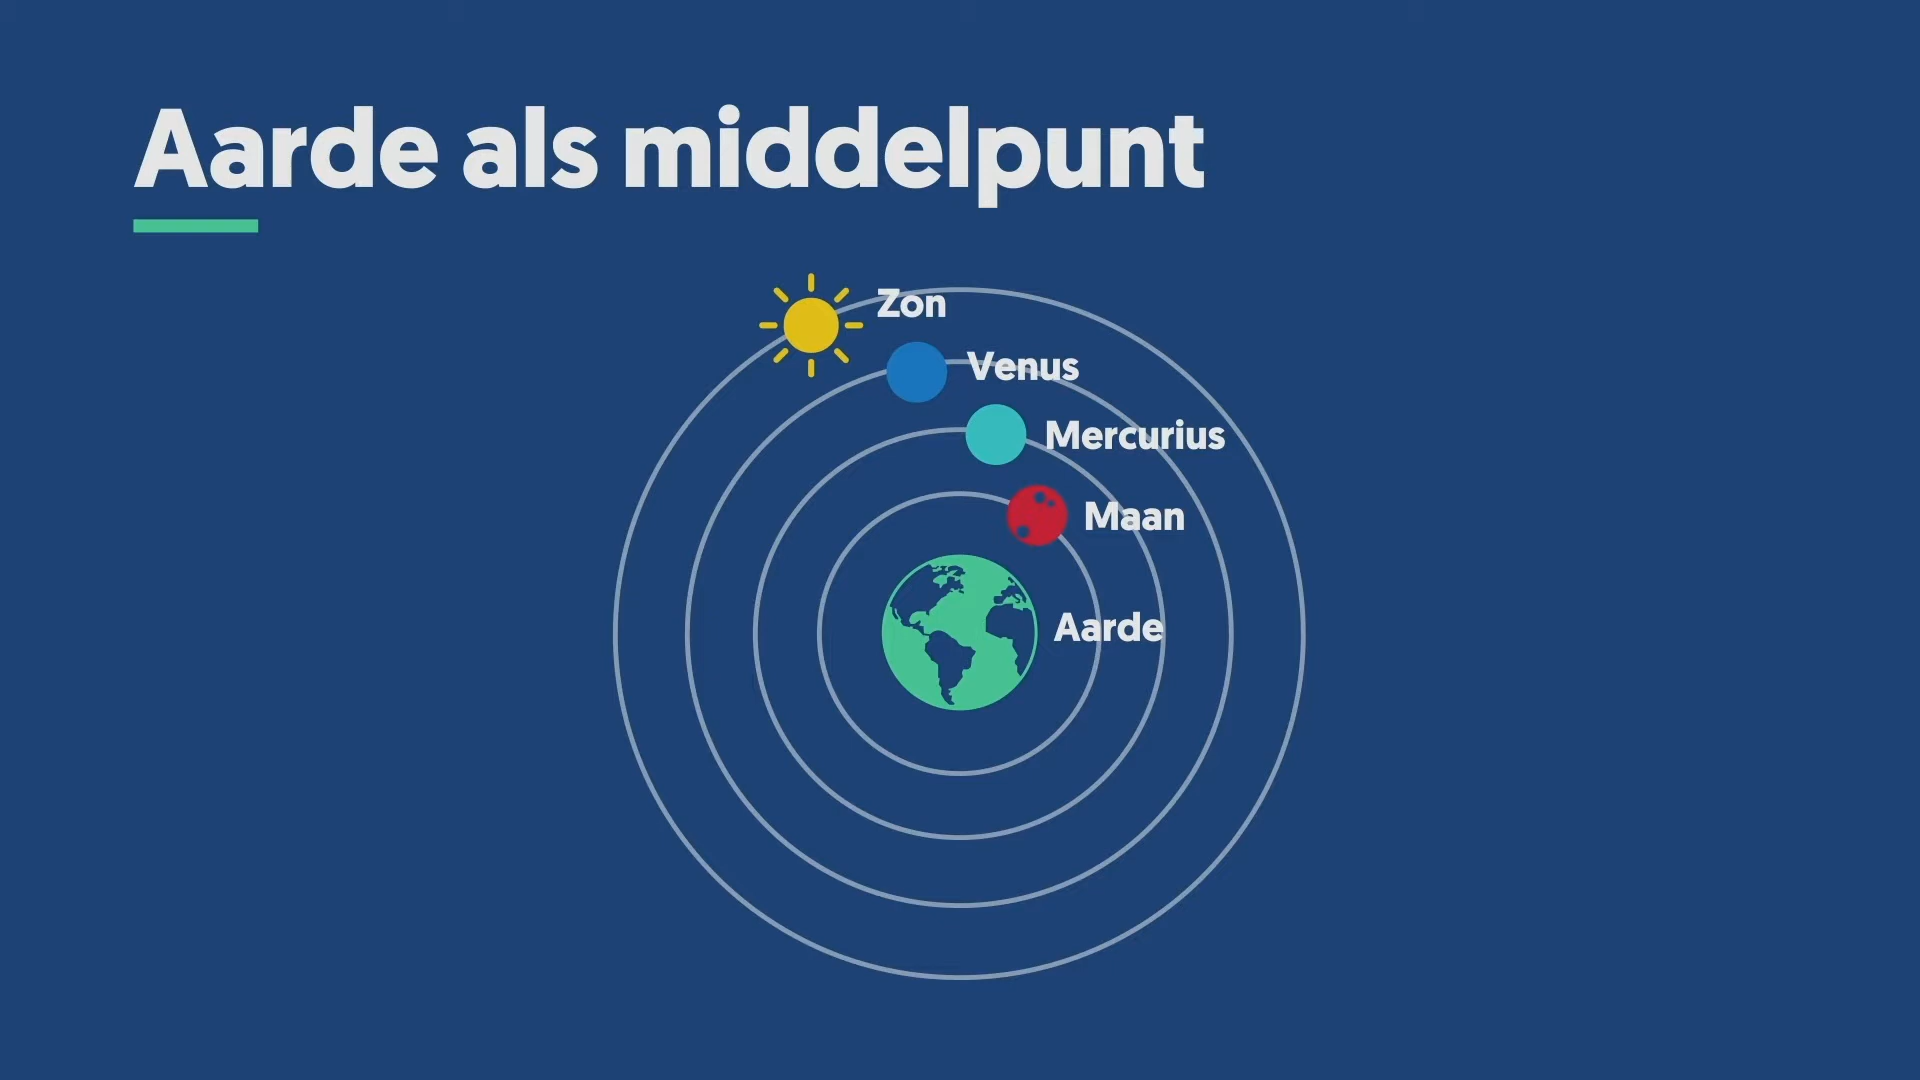 Aarde als middelpunt
Zon
Venus
Mercurius
Maan
Aarde